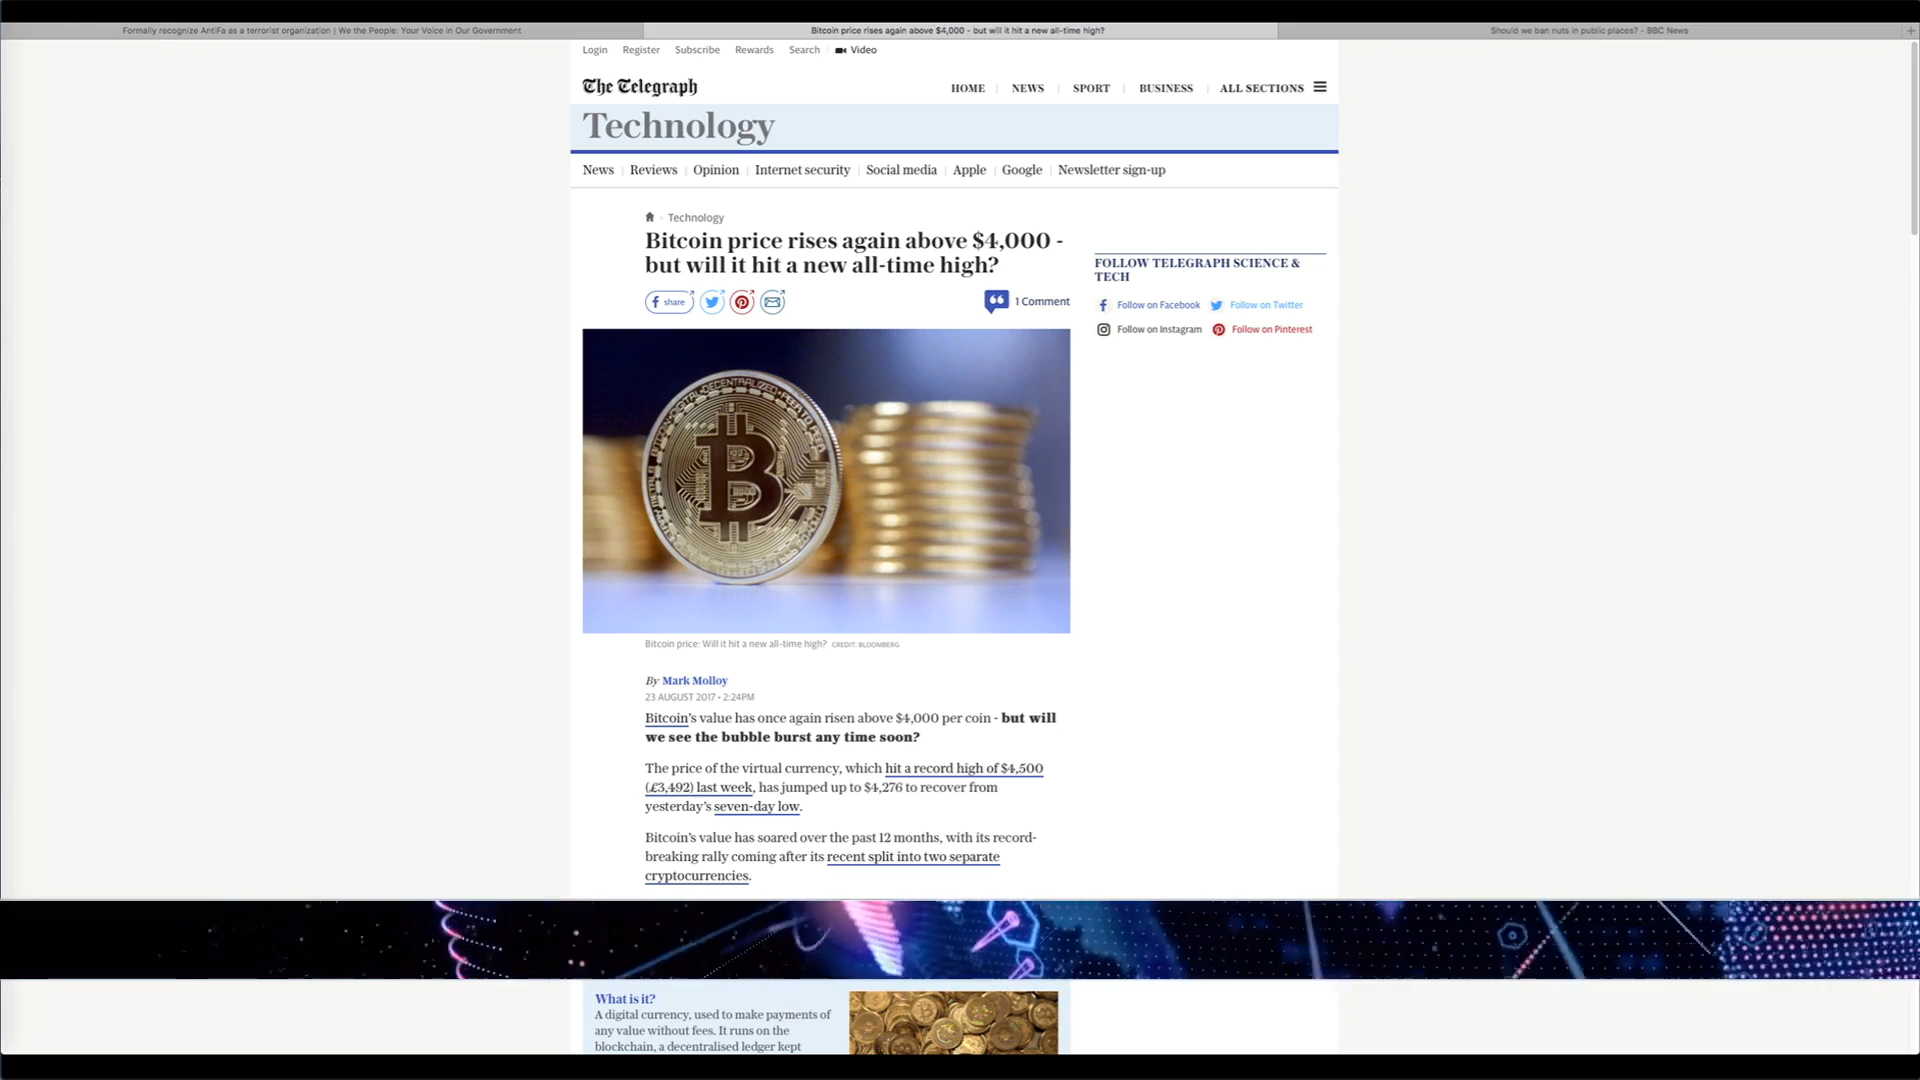 Formally recognize AntiFa as a terrorist organization | We the People: Your Voice in Our Government
Bitcoin price rises again above $4,000 - but will it hit a new all-time high?
Should we ban nuts in public places? - BBC News
Login Register Subscribe Rewards Search Video
The Telegraph
HOME NEWS SPORT BUSINESS ALL SECTIONS
Technology
News Reviews Opinion Internet security Social media Apple Google Newsletter sign-up
Technology
Bitcoin price rises again above $4,000 -
but will it hit a new all-time high?
share
1 Comment
FOLLOW TELEGRAPH SCIENCE &
TECH
Follow on Facebook Follow on Twitter
Follow on Instagram Follow on Pinterest
DIGITAL DECENTRALIZED PEER TO PEER
Bitcoin price: Will it hit a new all-time high? CREDIT: BLOOMBERG
By Mark Molloy
23 AUGUST 2017 • 2:24PM
Bitcoin's value has once again risen above $4,000 per coin - but will
we see the bubble burst any time soon?
The price of the virtual currency, which hit a record high of $4,500
(£3,492) last week, has jumped up to $4,276 to recover from
yesterday's seven-day low.
Bitcoin's value has soared over the past 12 months, with its record-
breaking rally coming after its recent split into two separate
cryptocurrencies.
What is it?
A digital currency, used to make payments of
any value without fees. It runs on the
blockchain, a decentralised ledger kept